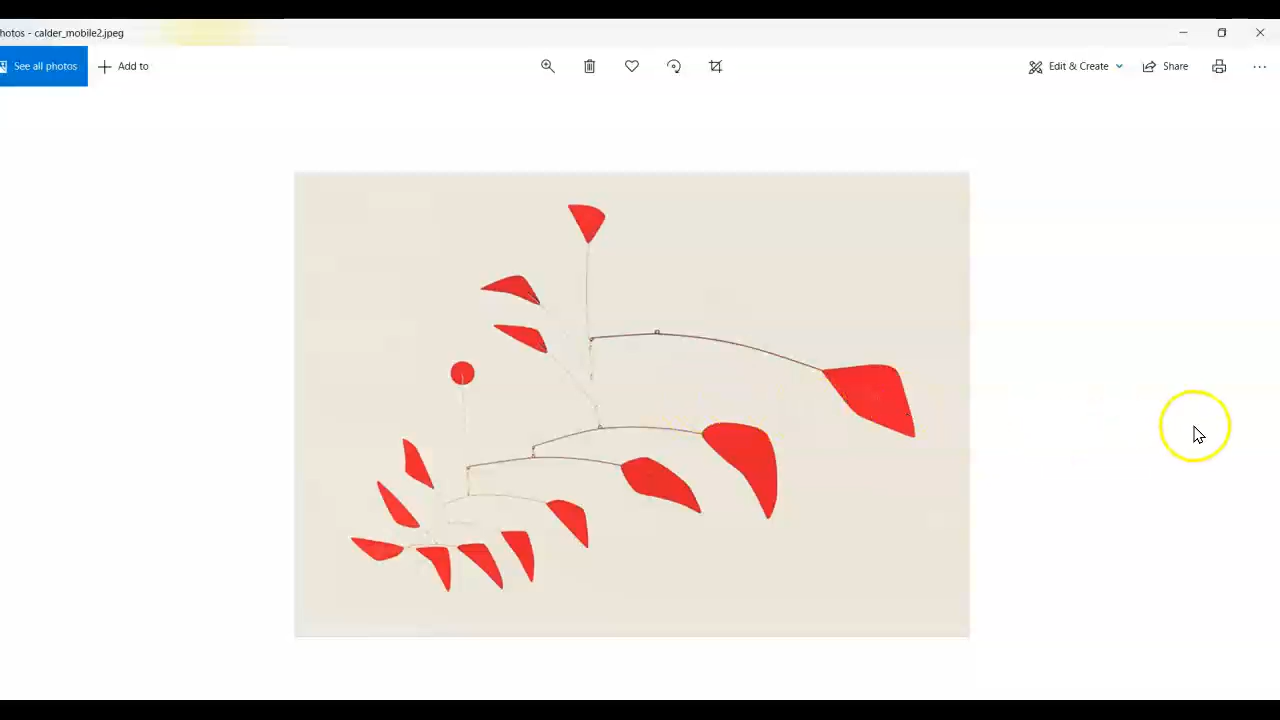 hotos - calder_mobile2.jpeg
See all photos
Add to
Edit & Create
Share